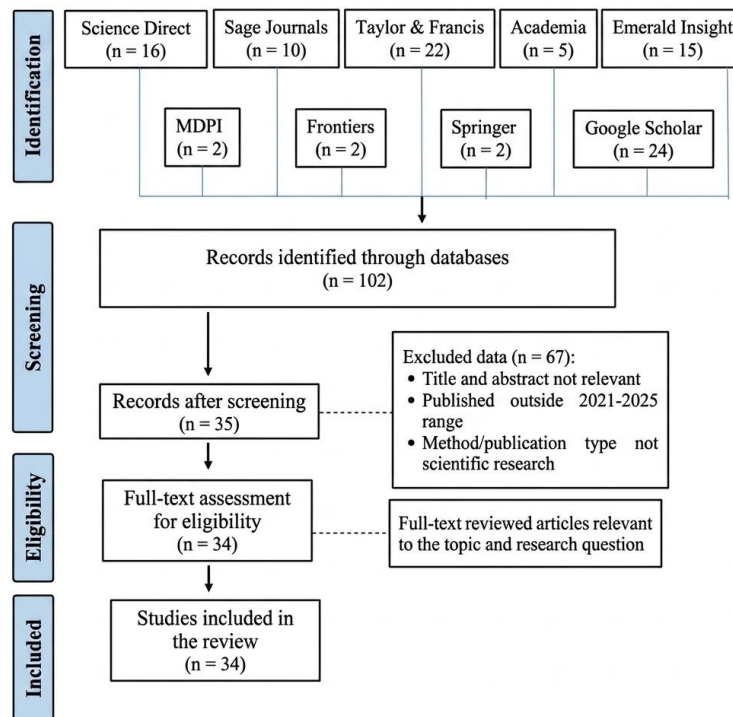 Identification
Science Direct
(n = 16)
Sage Journals
(n = 10)
Taylor & Francis
(n = 22)
Academia
(n = 5)
Emerald Insight
(n = 15)
MDPI
(n = 2)
Frontiers
(n = 2)
Springer
(n = 2)
Google Scholar
(n = 24)
Screening
Records identified through databases
(n = 102)
Excluded data (n = 67):
• Title and abstract not relevant
• Published outside 2021-2025
range
• Method/publication type not
scientific research
Records after screening
(n = 35)
Eligibility
Full-text assessment
for eligibility
(n = 34)
Full-text reviewed articles relevant
to the topic and research question
Included
Studies included in
the review
(n = 34)